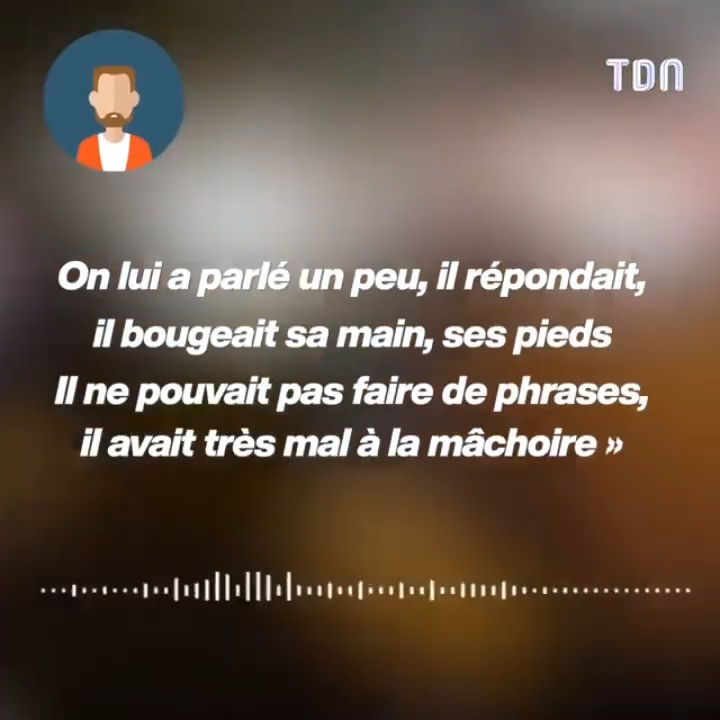 TDN
On lui a parlé un peu, il répondait,
il bougeait sa main, ses pieds
Il ne pouvait pas faire de phrases,
il avait très mal à la mâchoire »